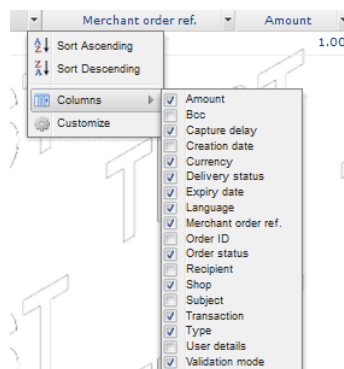 Merchant order ref. Amount
1.00
Sort Ascending
Sort Descending
Columns
Customize
Amount
Bcc
Capture delay
Creation date
Currency
Delivery status
Expiry date
Language
Merchant order ref.
Order ID
Order status
Recipient
Shop
Subject
Transaction
Type
User details
Validation mode